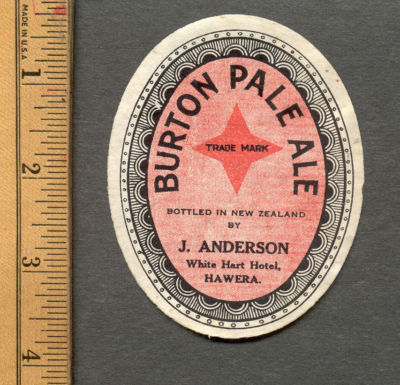 MADE IN U.S.A.
1
2
3
4
BURTON PALE ALE
TRADE MARK
BOTTLED IN NEW ZEALAND
BY
J. ANDERSON
White Hart Hotel,
HAWERA.